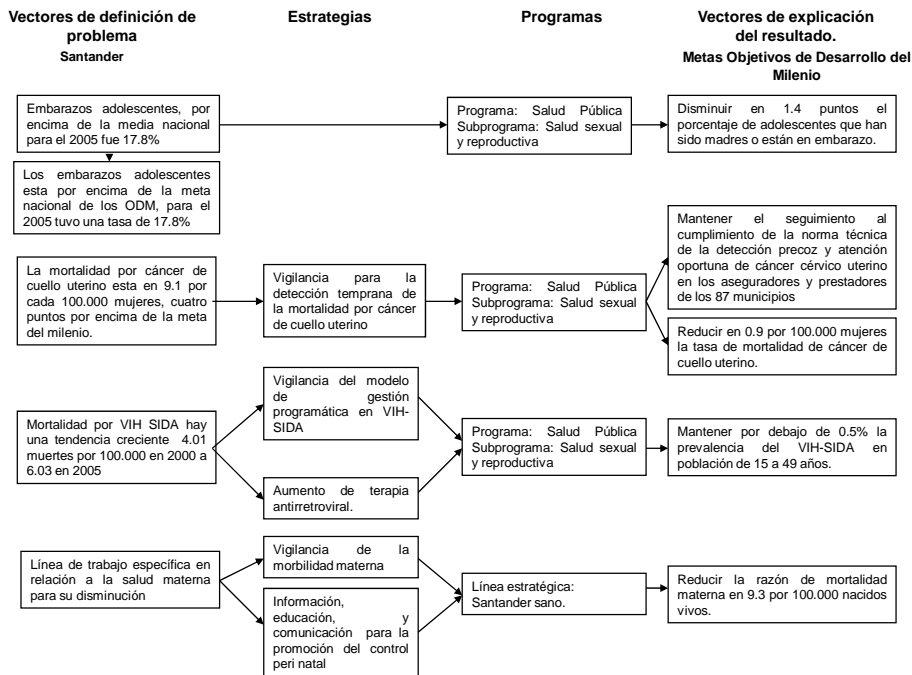 Vectores de definición de
problema
Santander
Estrategias
Programas
Vectores de explicación
del resultado.
Metas Objetivos de Desarrollo del
Milenio
Embarazos adolescentes, por
encima de la media nacional
para el 2005 fue 17.8%
Programa: Salud Pública
Subprograma: Salud sexual
y reproductiva
Disminuir en 1.4 puntos el
porcentaje de adolescentes que han
sido madres o están en embarazo.
Los embarazos adolescentes
esta por encima de la meta
nacional de los ODM, para el
2005 tuvo una tasa de 17.8%
La mortalidad por cáncer de
cuello uterino esta en 9.1 por
cada 100.000 mujeres, cuatro
puntos por encima de la meta
del milenio.
Vigilancia para la
detección temprana de
la mortalidad por cáncer
de cuello uterino
Programa: Salud Pública
Subprograma: Salud sexual
y reproductiva
Mantener el seguimiento al
cumplimiento de la norma técnica
de la detección precoz y atención
oportuna de cáncer cérvico uterino
en los aseguradores y prestadores
de los 87 municipios
Reducir en 0.9 por 100.000 mujeres
la tasa de mortalidad de cáncer de
cuello uterino.
Mortalidad por VIH SIDA hay
una tendencia creciente 4.01
muertes por 100.000 en 2000 a
6.03 en 2005
Vigilancia del modelo
de gestión
programática en VIH-
SIDA
Aumento de terapia
antirretroviral.
Programa: Salud Pública
Subprograma: Salud sexual
y reproductiva
Mantener por debajo de 0.5% la
prevalencia del VIH-SIDA en
población de 15 a 49 años.
Línea de trabajo específica en
relación a la salud materna
para su disminución
Vigilancia de la
morbilidad materna
Información,
educación, y
comunicación para la
promoción del control
peri natal
Línea estratégica:
Santander sano.
Reducir la razón de mortalidad
materna en 9.3 por 100.000 nacidos
vivos.